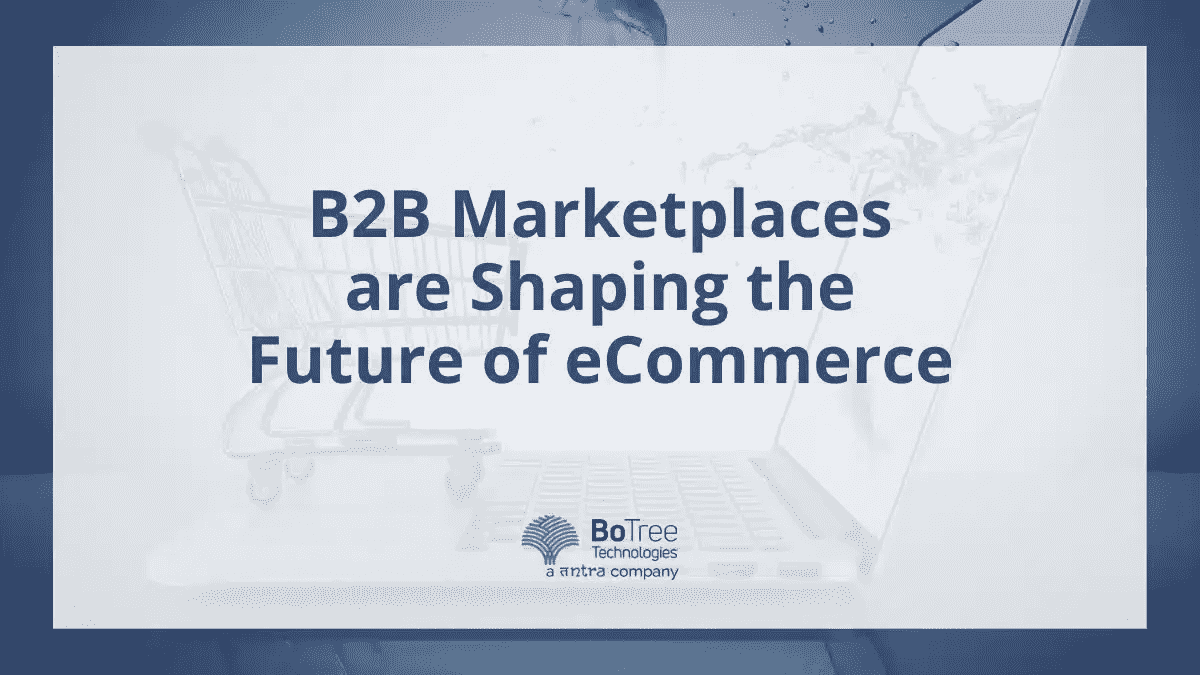 B2B Marketplaces
are Shaping the
Future of eCommerce
BoTree
Technologies
a antra company